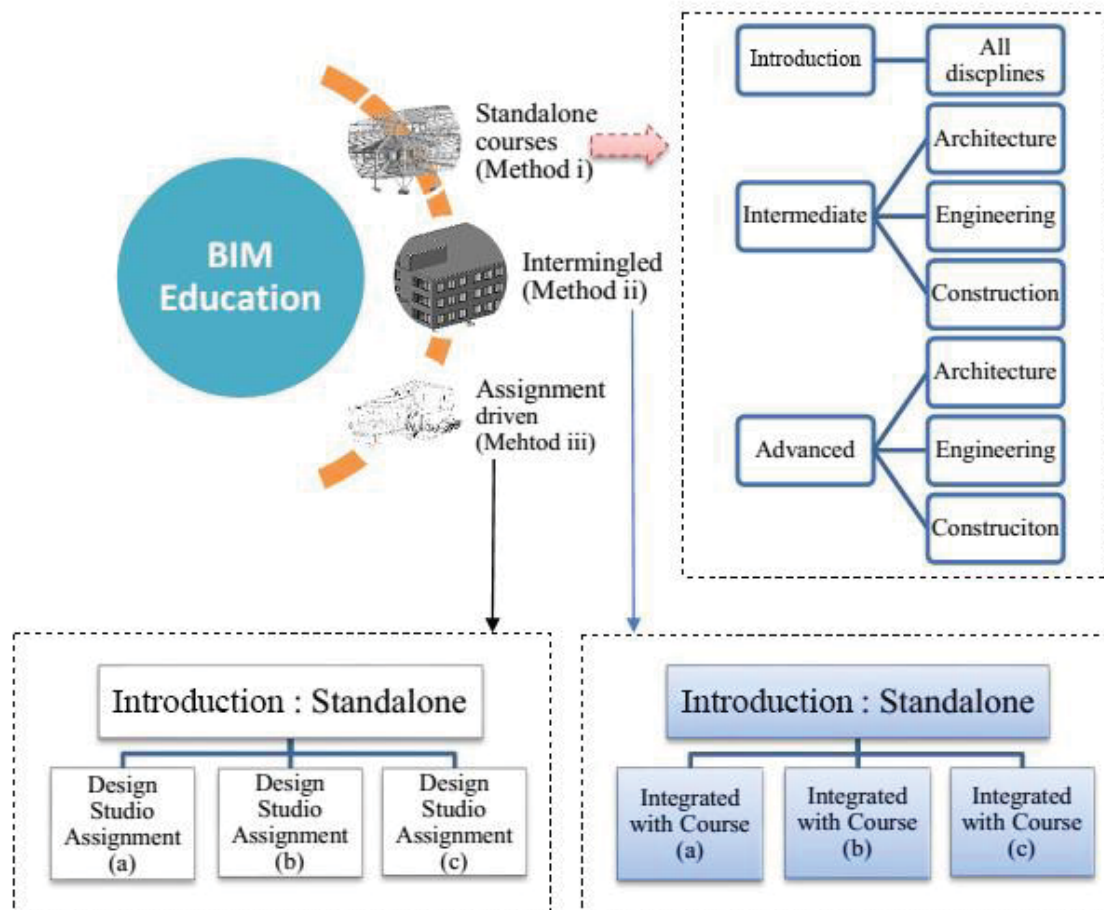 BIM
Education
Standalone
courses
(Method i)
Intermingled
(Method ii)
Assignment
driven
(Mehtod iii)
Introduction
All
discplines
Intermediate
Architecture
Engineering
Construction
Advanced
Architecture
Engineering
Construciton
Introduction : Standalone
Design
Studio
Assignment
(a)
Design
Studio
Assignment
(b)
Design
Studio
Assignment
(c)
Introduction : Standalone
Integrated
with Course
(a)
Integrated
with Course
(b)
Integrated
with Course
(c)